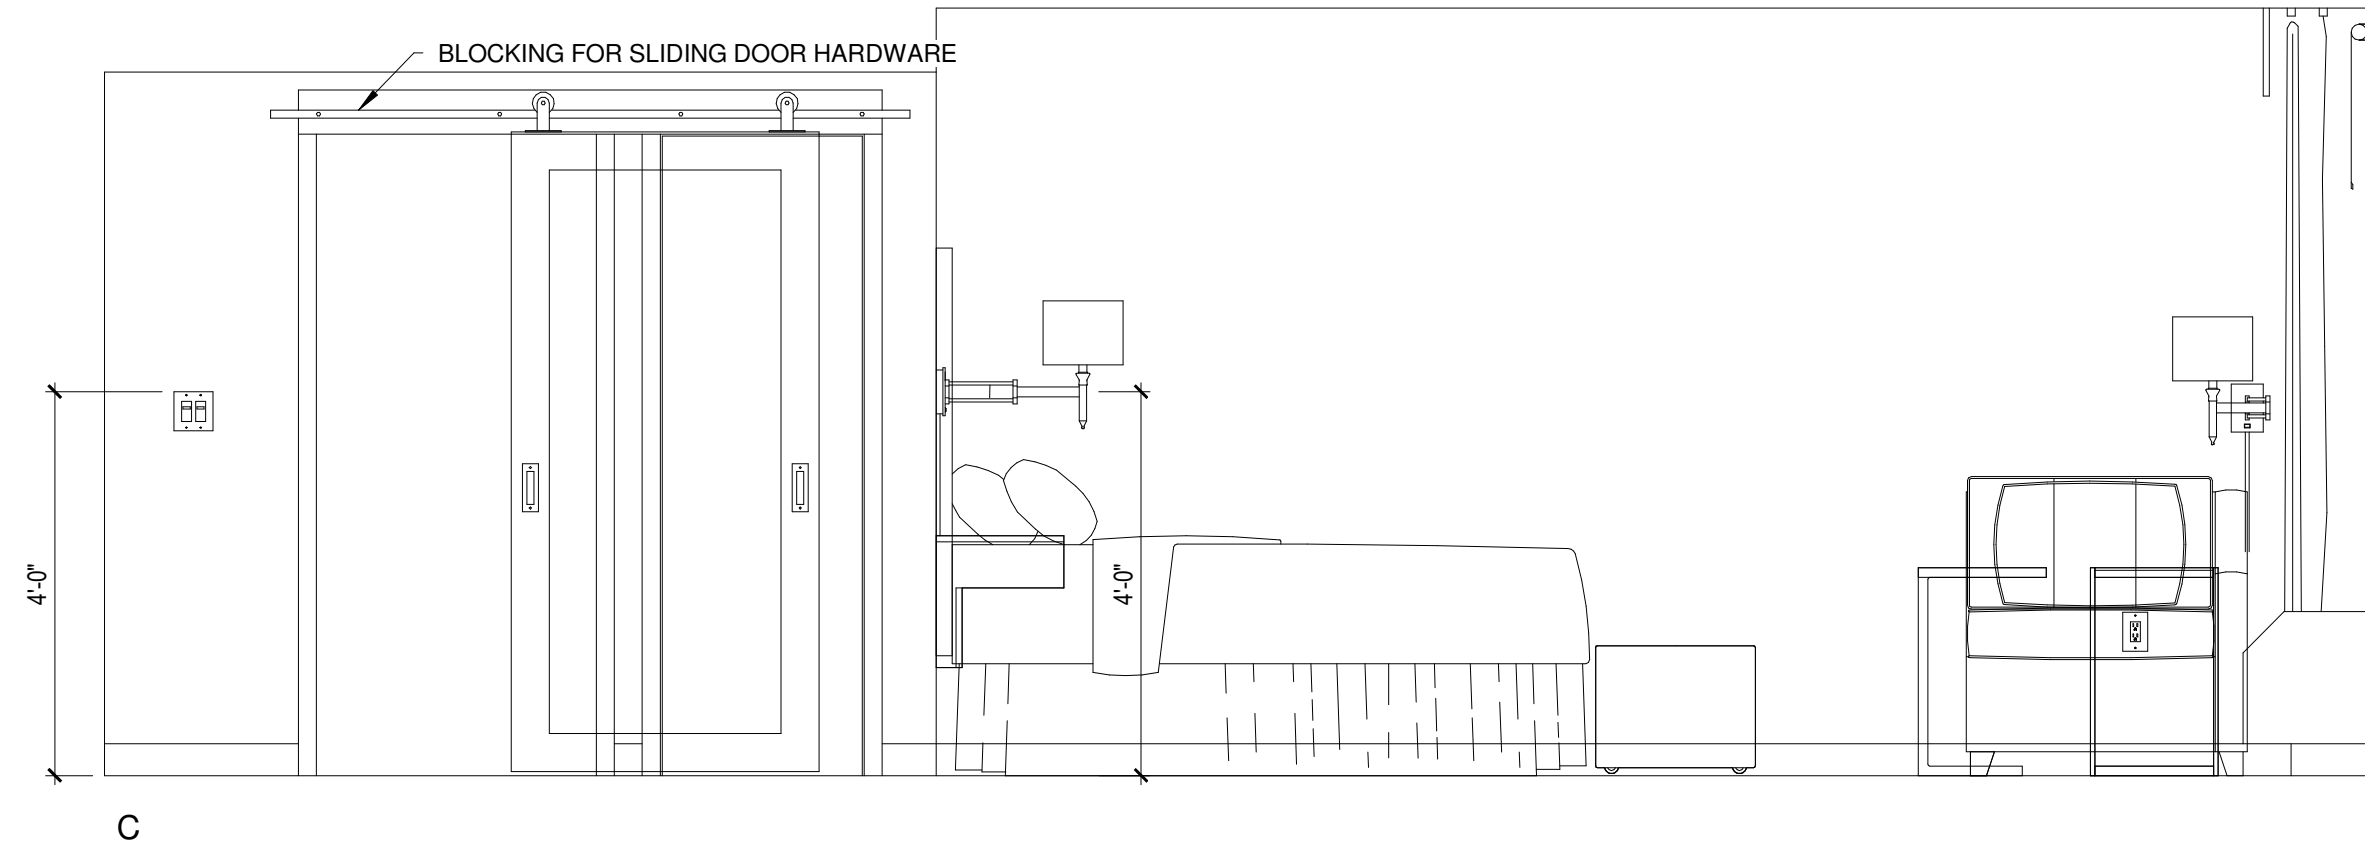 BLOCKING FOR SLIDING DOOR HARDWARE
4'-0"
4'-0"
C